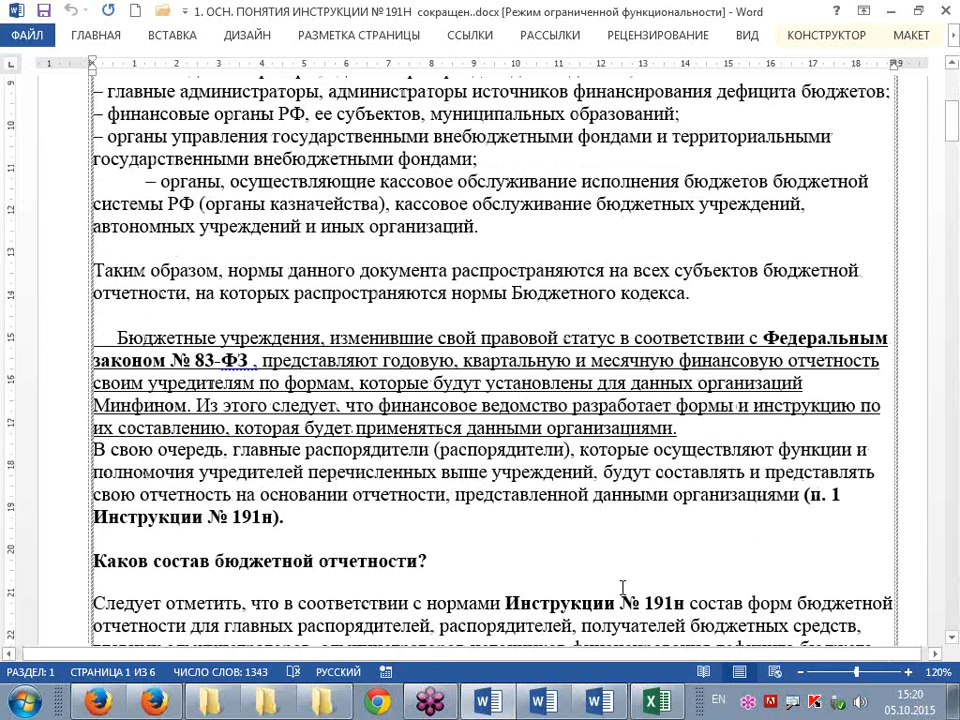 1. ОСН. ПОНЯТИЯ ИНСТРУКЦИИ №191Н сокращен..docx [Режим ограниченной функциональности] - Word
ФАЙЛ ГЛАВНАЯ ВСТАВКА ДИЗАЙН РАЗМЕТКА СТРАНИЦЫ ССЫЛКИ РАССЫЛКИ РЕЦЕНЗИРОВАНИЕ ВИД КОНСТРУКТОР МАКЕТ
– главные администраторы, администраторы источников финансирования дефицита бюджетов;
– финансовые органы РФ, ее субъектов, муниципальных образований;
– органы управления государственными внебюджетными фондами и территориальными
государственными внебюджетными фондами;
– органы, осуществляющие кассовое обслуживание исполнения бюджетов бюджетной
системы РФ (органы казначейства), кассовое обслуживание бюджетных учреждений,
автономных учреждений и иных организаций.
Таким образом, нормы данного документа распространяются на всех субъектов бюджетной
отчетности, на которых распространяются нормы Бюджетного кодекса.
Бюджетные учреждения, изменившие свой правовой статус в соответствии с Федеральным
законом № 83-ФЗ , представляют годовую, квартальную и месячную финансовую отчетность
своим учредителям по формам, которые будут установлены для данных организаций
Минфином. Из этого следует, что финансовое ведомство разработает формы и инструкцию по
их составлению, которая будет применяться данными организациями.
В свою очередь, главные распорядители (распорядители), которые осуществляют функции и
полномочия учредителей перечисленных выше учреждений, будут составлять и представлять
свою отчетность на основании отчетности, представленной данными организациями (п. 1
Инструкции № 191н).
Каков состав бюджетной отчетности?
Следует отметить, что в соответствии с нормами Инструкции № 191н состав форм бюджетной
отчетности для главных распорядителей, распорядителей, получателей бюджетных средств,
РАЗДЕЛ: 1 СТРАНИЦА 1 ИЗ 6 ЧИСЛО СЛОВ: 1343 РУССКИЙ 120%
EN 15:20
05.10.2015